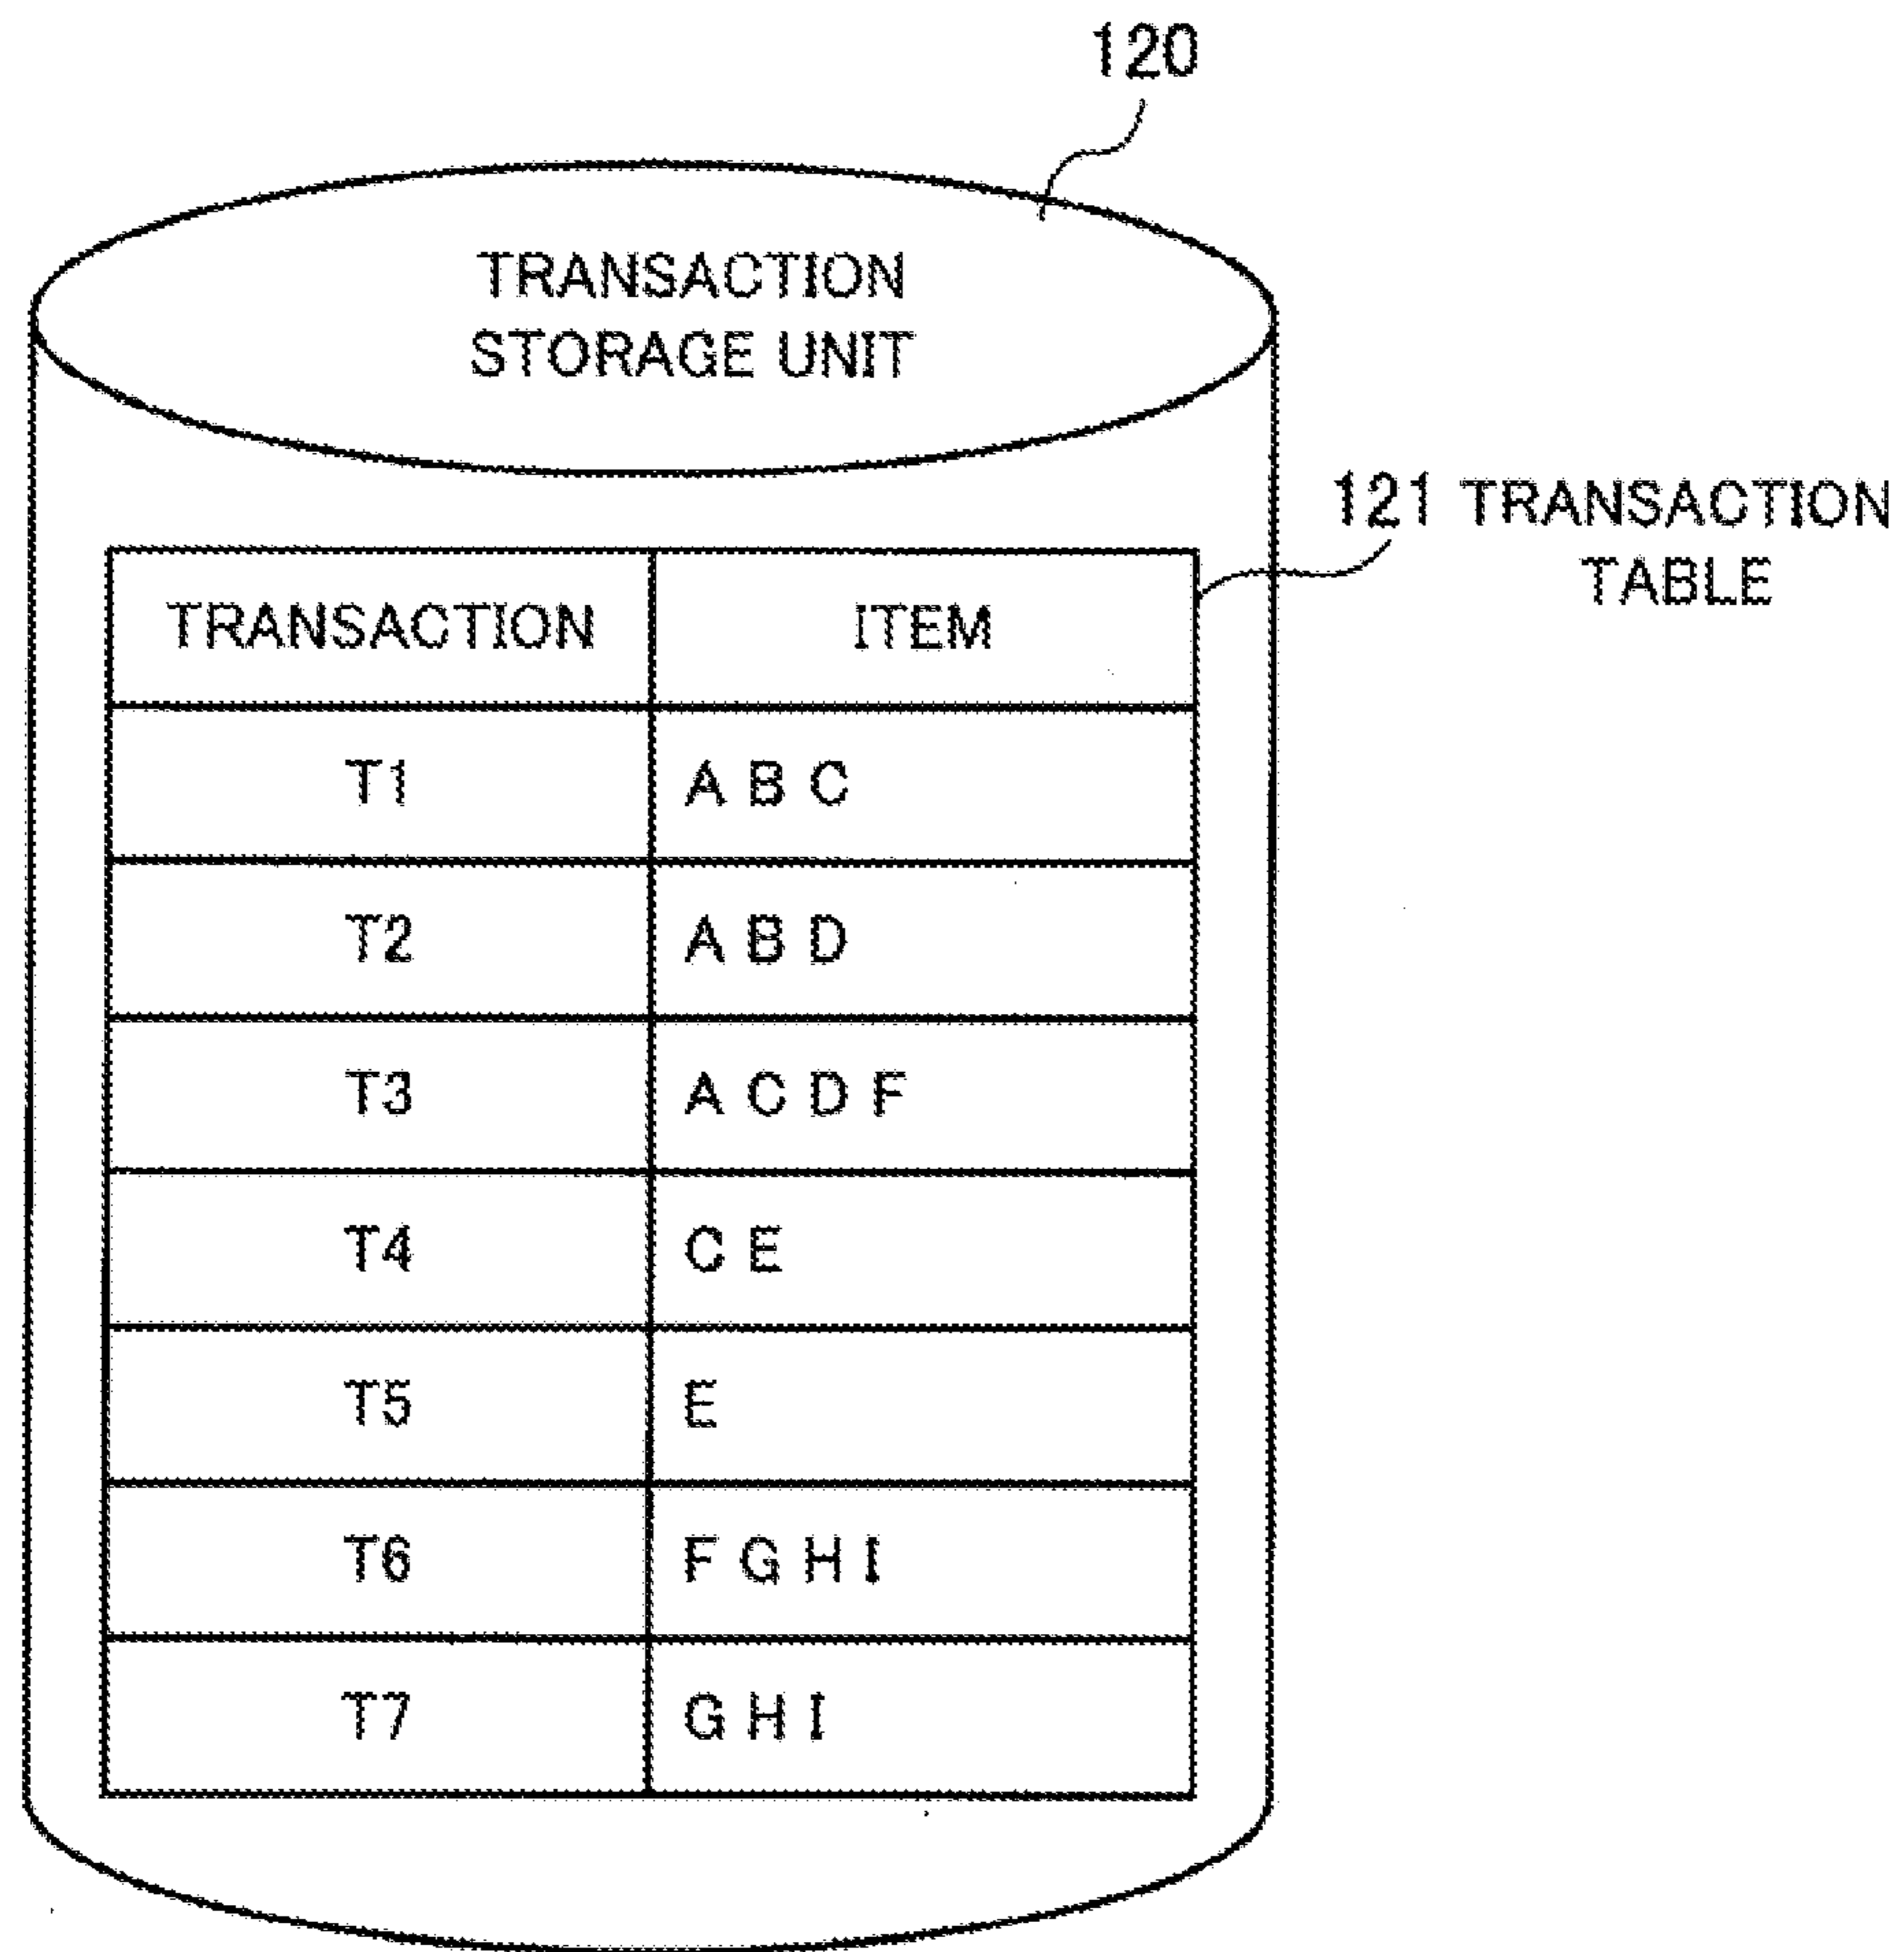 120
TRANSACTION
STORAGE UNIT
121 TRANSACTION
TABLE
TRANSACTION ITEM
T1 A B C
T2 A B D
T3 A C D F
T4 C E
T5 E
T6 F G H I
T7 G H I